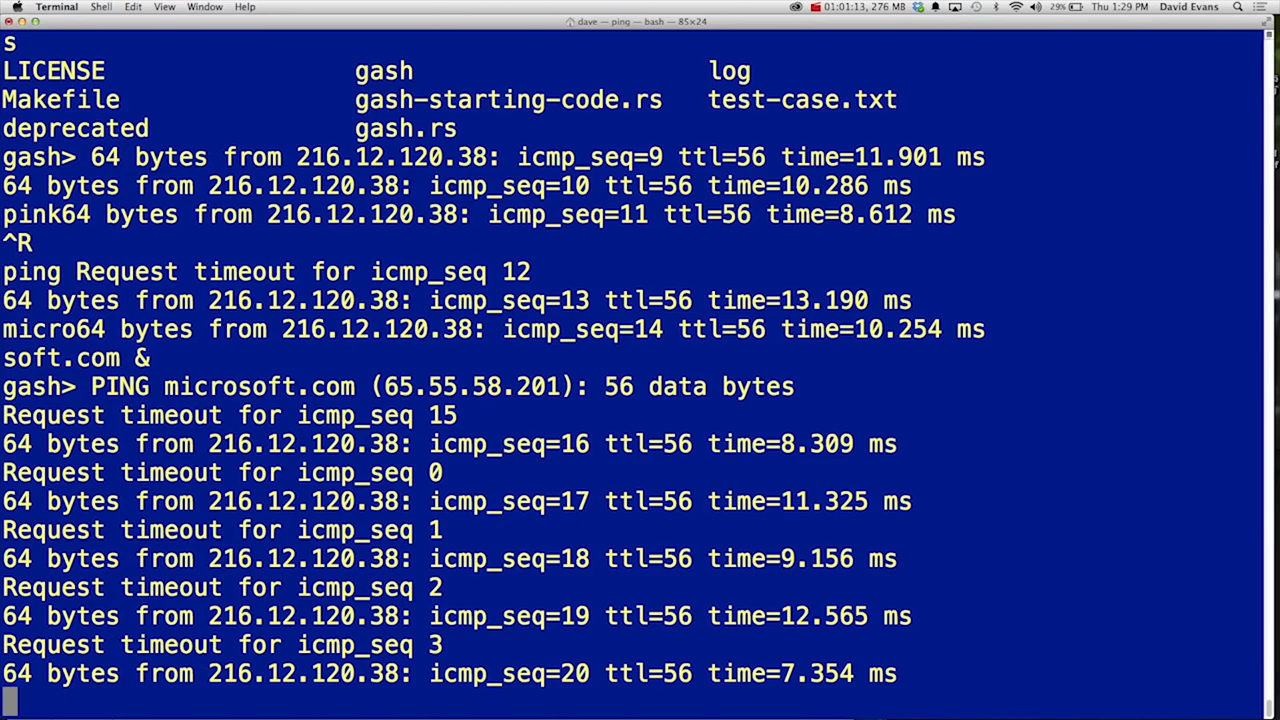 Terminal Shell Edit View Window Help 01:01:13, 276 MB 29% Thu 1:29 PM David Evans
dave — ping — bash — 85×24
s
LICENSE gash log
Makefile gash-starting-code.rs test-case.txt
deprecated gash.rs
gash> 64 bytes from 216.12.120.38: icmp_seq=9 ttl=56 time=11.901 ms
64 bytes from 216.12.120.38: icmp_seq=10 ttl=56 time=10.286 ms
pink64 bytes from 216.12.120.38: icmp_seq=11 ttl=56 time=8.612 ms
^R
ping Request timeout for icmp_seq 12
64 bytes from 216.12.120.38: icmp_seq=13 ttl=56 time=13.190 ms
micro64 bytes from 216.12.120.38: icmp_seq=14 ttl=56 time=10.254 ms
soft.com &
gash> PING microsoft.com (65.55.58.201): 56 data bytes
Request timeout for icmp_seq 15
64 bytes from 216.12.120.38: icmp_seq=16 ttl=56 time=8.309 ms
Request timeout for icmp_seq 0
64 bytes from 216.12.120.38: icmp_seq=17 ttl=56 time=11.325 ms
Request timeout for icmp_seq 1
64 bytes from 216.12.120.38: icmp_seq=18 ttl=56 time=9.156 ms
Request timeout for icmp_seq 2
64 bytes from 216.12.120.38: icmp_seq=19 ttl=56 time=12.565 ms
Request timeout for icmp_seq 3
64 bytes from 216.12.120.38: icmp_seq=20 ttl=56 time=7.354 ms